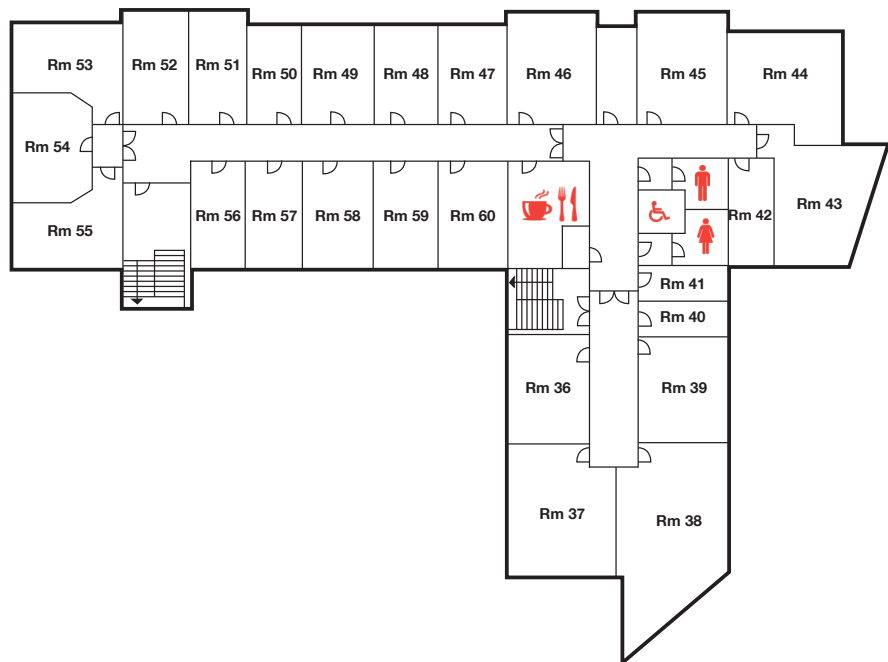 Rm 53
Rm 52
Rm 51
Rm 50
Rm 49
Rm 48
Rm 47
Rm 46
Rm 45
Rm 44
Rm 54
Rm 55
Rm 56
Rm 57
Rm 58
Rm 59
Rm 60
Rm 42
Rm 43
Rm 41
Rm 40
Rm 36
Rm 39
Rm 37
Rm 38